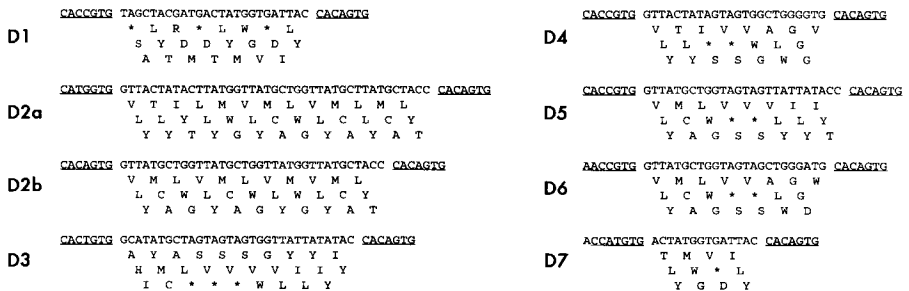 D1
CACCGTG TAGCTACGATGACTATGGTGATTAC CACAGTG
* L R * L W * L
S Y D D Y G D Y
A T M T M V I
D2a
CATGGTG GTTACTATACTTATGGTTATGCTGGTTATGCTTATGCTACC CACAGTG
V T I L M V M L V M L M L
L L Y L W L C W L C L C Y
Y Y T Y G Y A G Y A Y A T
D2b
CACAGTG GTTATGCTGGTTATGCTGGTTATGGTTATGCTACC CACAGTG
V M L V M L V M V M L
L C W L C W L W L C Y
Y A G Y A G Y G Y A T
D3
CACTGTG GCATATGCTAGTAGTAGTGGTTATTATATAC CACAGTG
A Y A S S S G Y Y I
H M L V V V V I I Y
I C * * * W L L Y
D4
CACCGTG GTTACTATAGTAGTGGCTGGGGTG CACAGTG
V T I V V A G V
L L * * W L G
Y Y S S G W G
D5
CACCGTG GTTATGCTGGTAGTAGTTATTATACC CACAGTG
V M L V V V I I
L C W * * L L Y
Y A G S S Y Y T
D6
AACCGTG GTTATGCTGGTAGTAGCTGGGATG CACAGTG
V M L V V A G W
L C W * * L G
Y A G S S W D
D7
ACCATGTG ACTATGGTGATTAC CACAGTG
T M V I
L W * L
Y G D Y